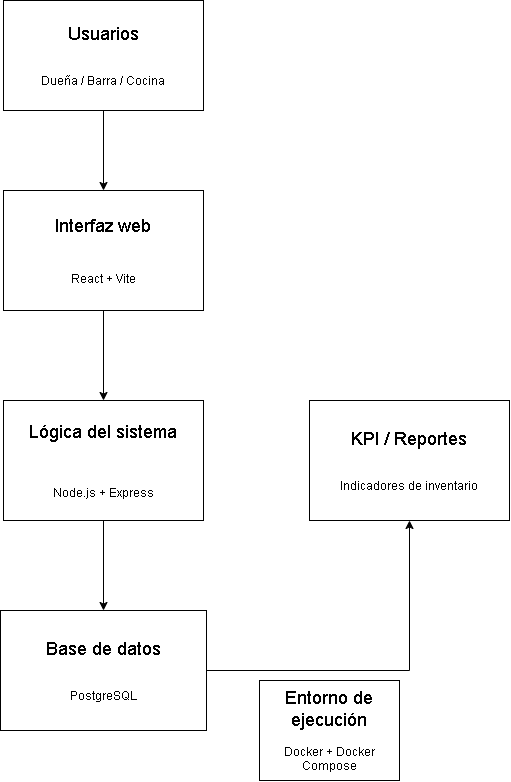 Usuarios
Dueña / Barra / Cocina
Interfaz web
React + Vite
Lógica del sistema
Node.js + Express
KPI / Reportes
Indicadores de inventario
Base de datos
PostgreSQL
Entorno de
ejecución
Docker + Docker
Compose